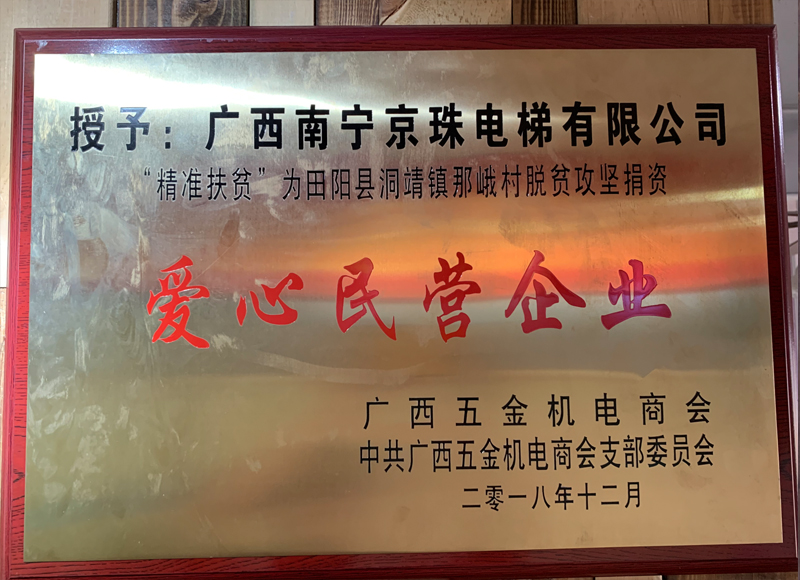 授予：广西南宁京珠电梯有限公司
“精准扶贫”为田阳县洞靖镇那峨村脱贫攻坚捐资
爱心民营企业
广西五金机电商会
中共广西五金机电商会支部委员会
二零一八年十二月